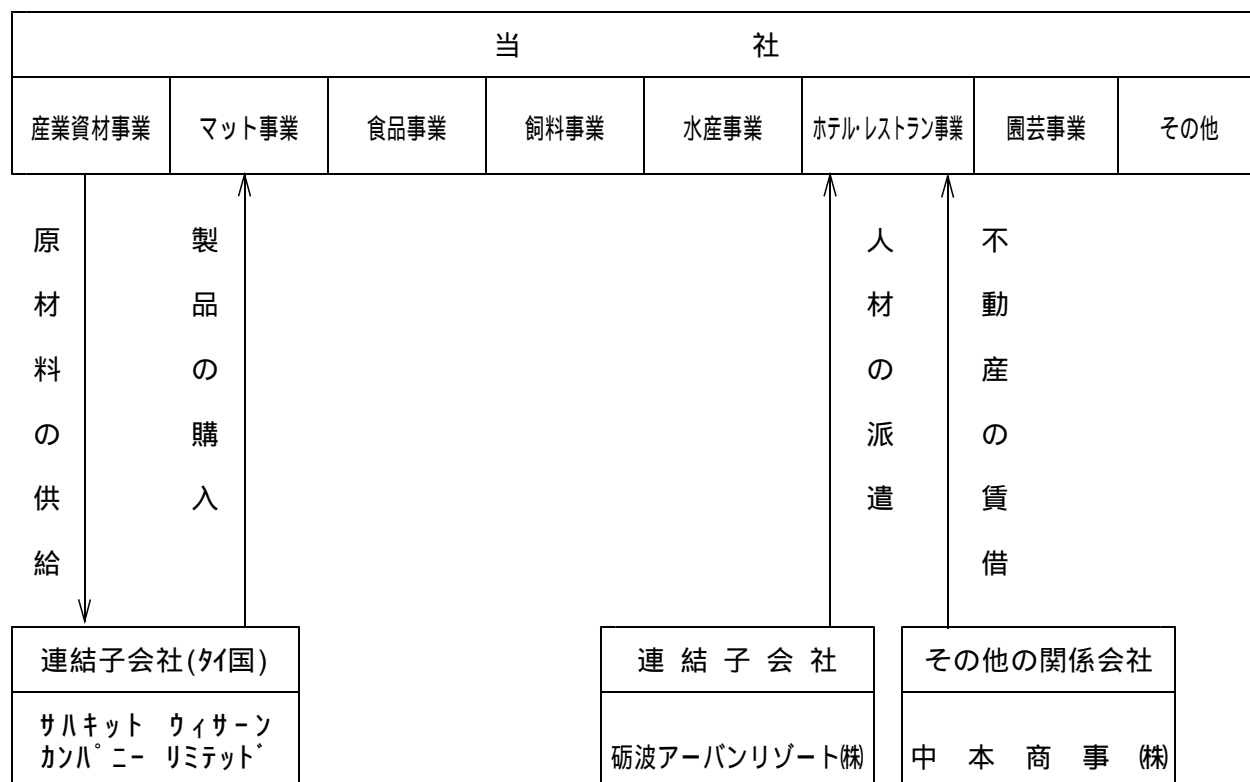 当 社
産業資材事業 マット事業 食品事業 飼料事業 水産事業 ホテル・レストラン事業 園芸事業 その他
原材料の供給
製品の購入
人材の派遣
不動産の賃借
連結子会社(タイ国)
サハキット ウィサーン
カンパニー リミテッド
連結子会社
砺波アーバンリゾート㈱
その他の関係会社
中本商事㈱